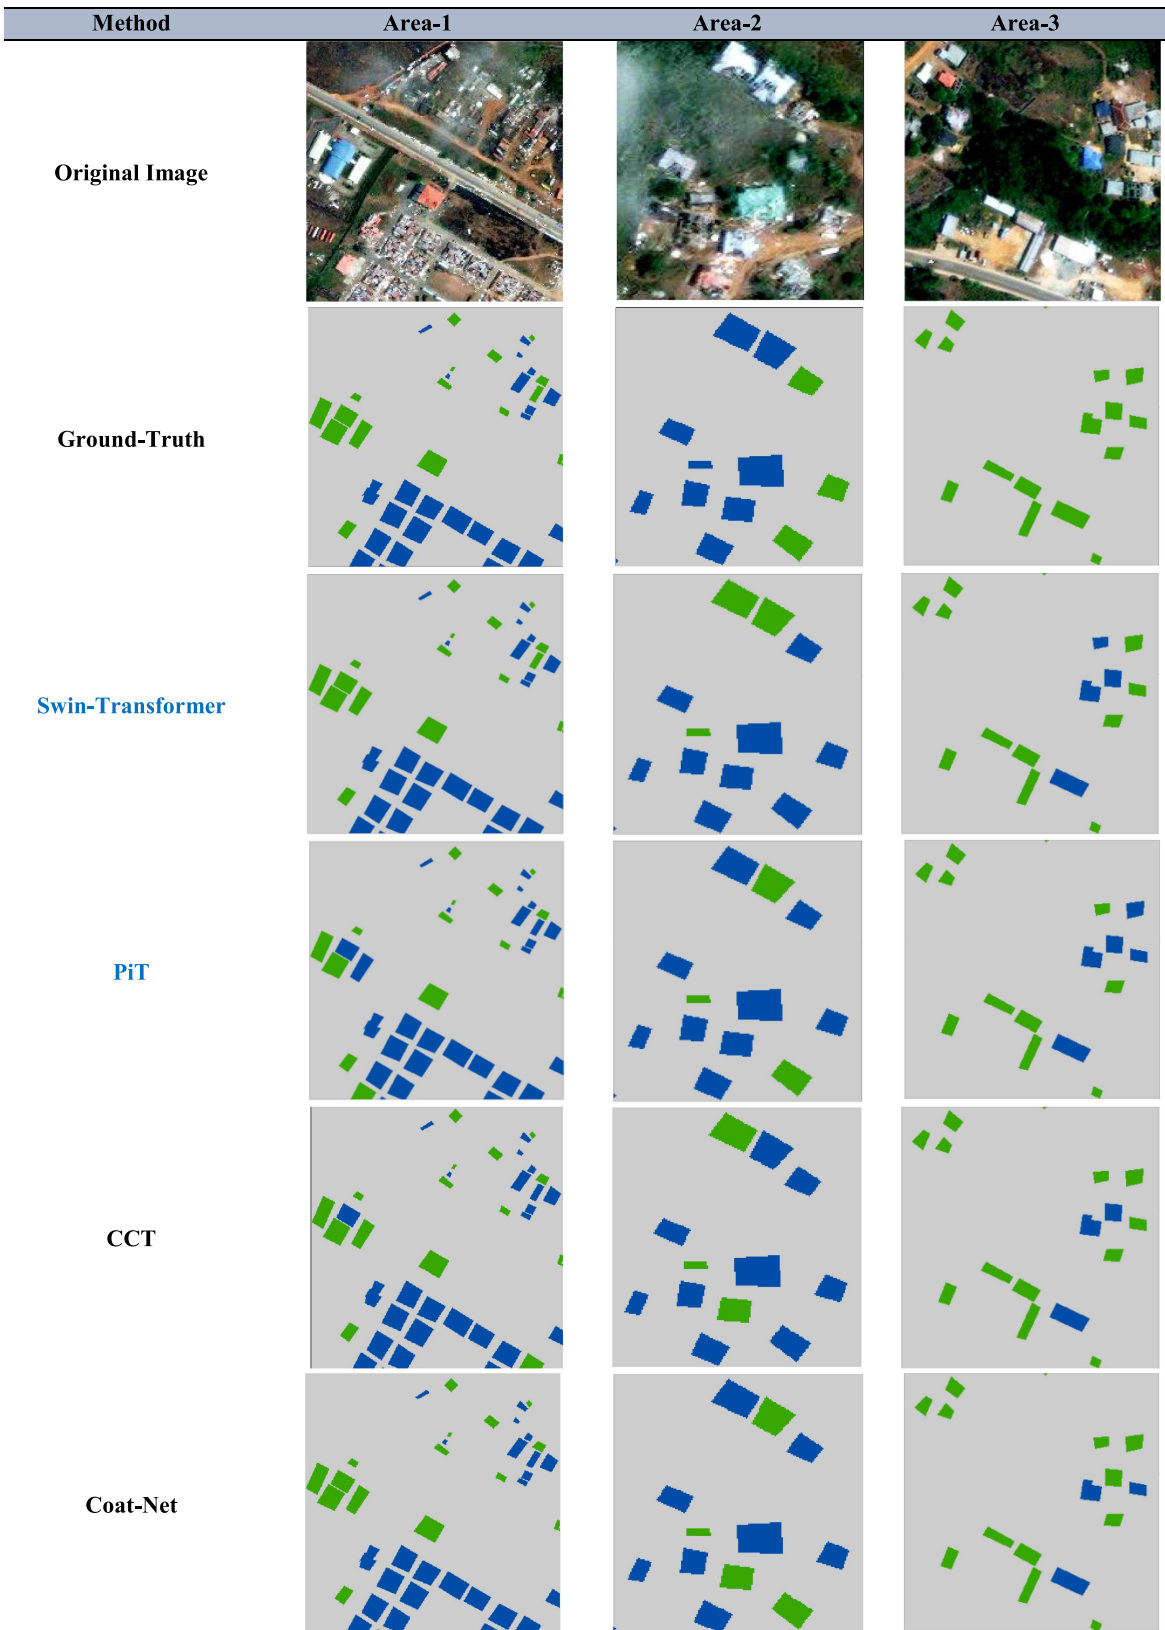 Method Area-1 Area-2 Area-3
Original Image
Ground-Truth
Swin-Transformer
PiT
CCT
Coat-Net